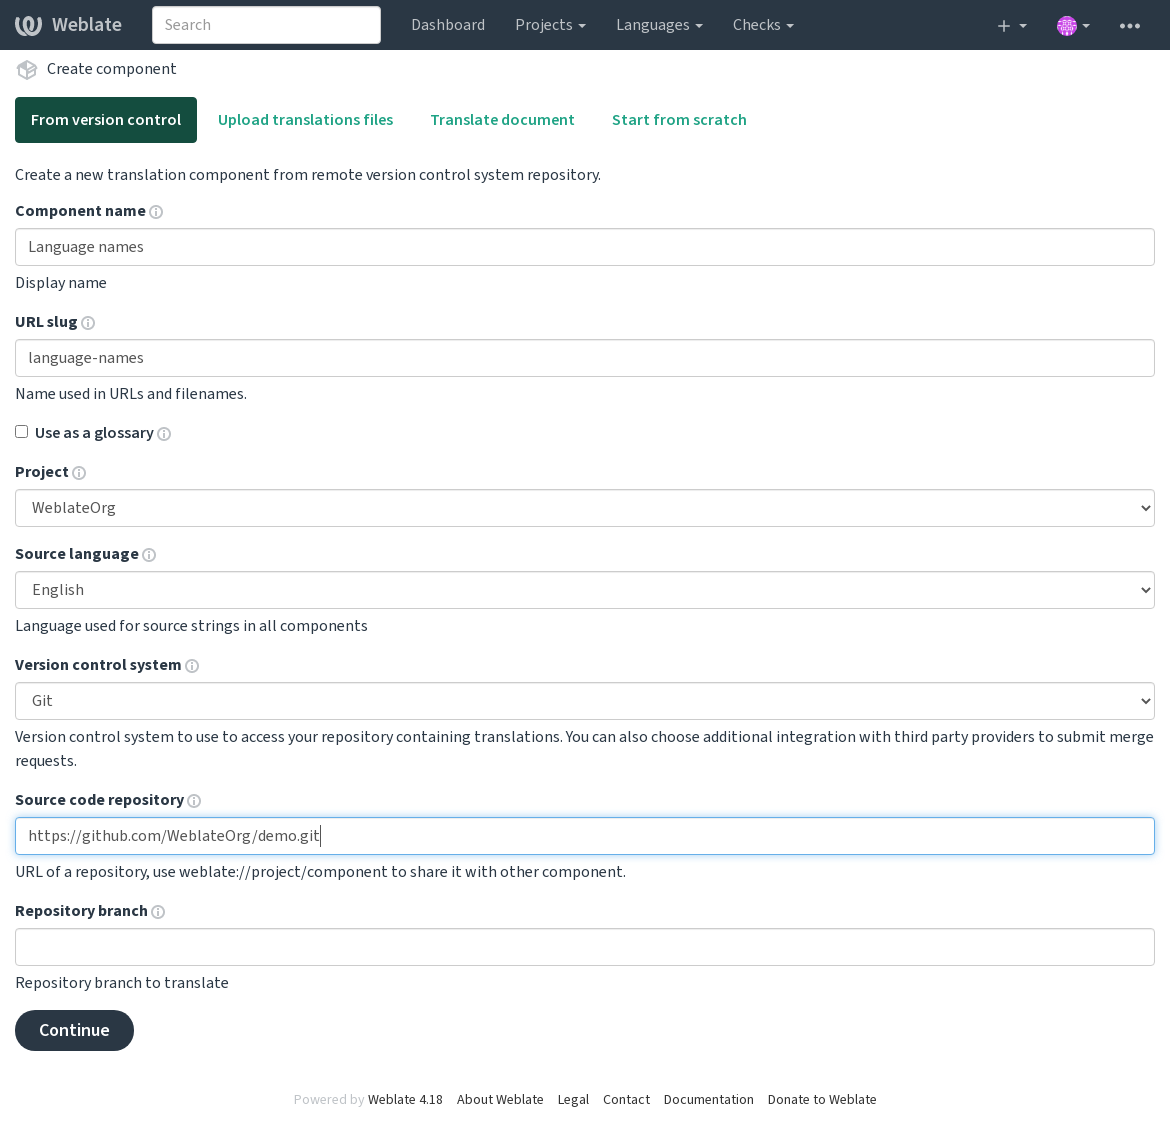 Weblate Search Dashboard Projects Languages Checks
Create component
From version control Upload translations files Translate document Start from scratch
Create a new translation component from remote version control system repository.
Component name
Language names
Display name
URL slug
language-names
Name used in URLs and filenames.
Use as a glossary
Project
WeblateOrg
Source language
English
Language used for source strings in all components
Version control system
Git
Version control system to use to access your repository containing translations. You can also choose additional integration with third party providers to submit merge
requests.
Source code repository
https://github.com/WeblateOrg/demo.git
URL of a repository, use weblate://project/component to share it with other component.
Repository branch
Repository branch to translate
Continue
Powered by Weblate 4.18 About Weblate Legal Contact Documentation Donate to Weblate